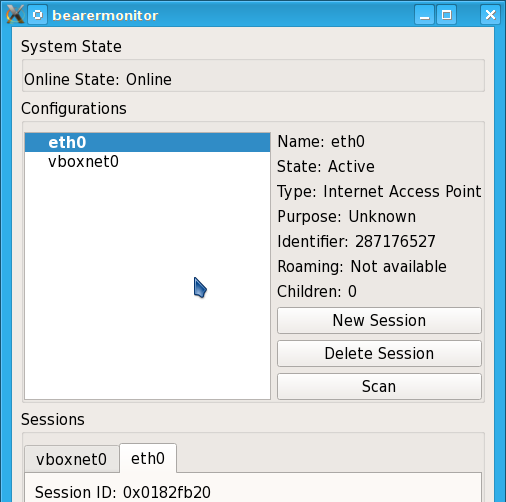 bearermonitor
System State
Online State: Online
Configurations
eth0
vboxnet0
Name: eth0
State: Active
Type: Internet Access Point
Purpose: Unknown
Identifier: 287176527
Roaming: Not available
Children: 0
New Session
Delete Session
Scan
Sessions
vboxnet0 eth0
Session ID: 0x0182fb20